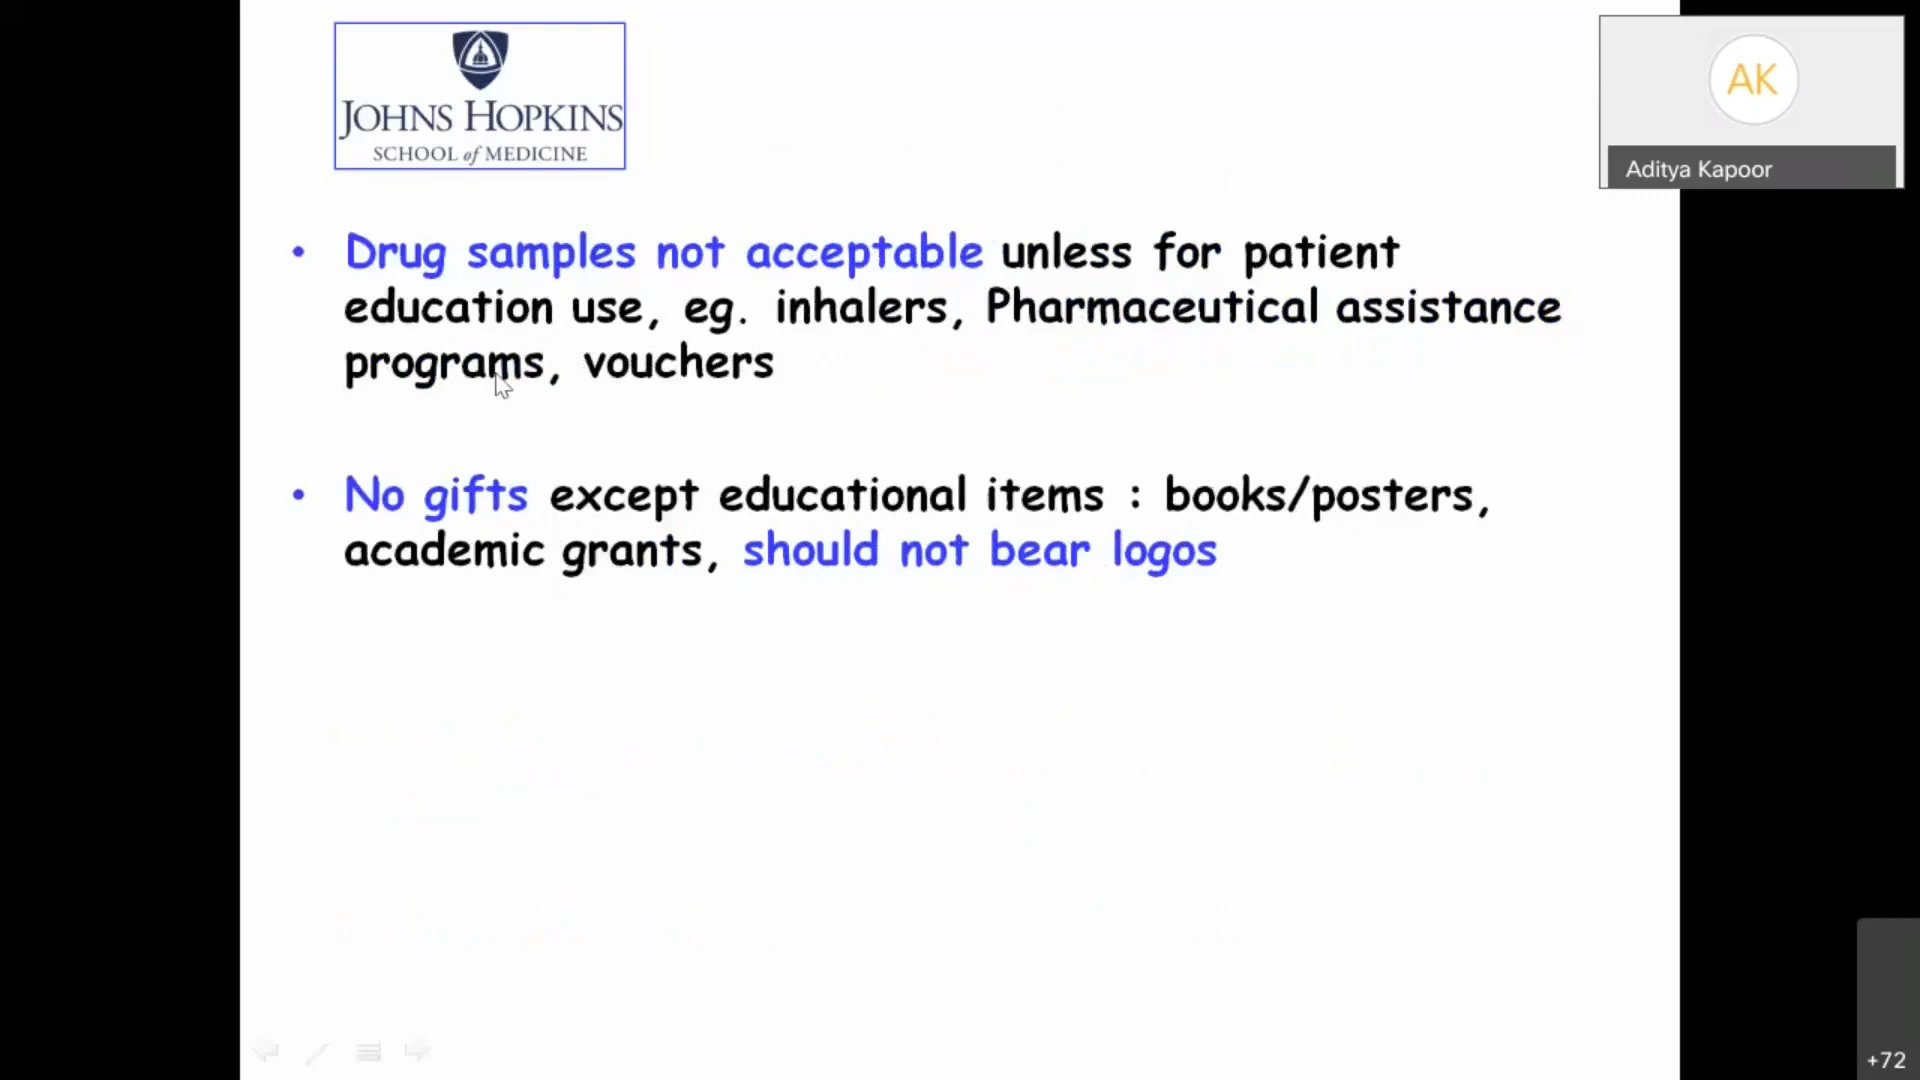 JOHNS HOPKINS
SCHOOL of MEDICINE
AK
Aditya Kapoor
• Drug samples not acceptable unless for patient
education use, eg. inhalers, Pharmaceutical assistance
programs, vouchers
• No gifts except educational items : books/posters,
academic grants, should not bear logos
+72